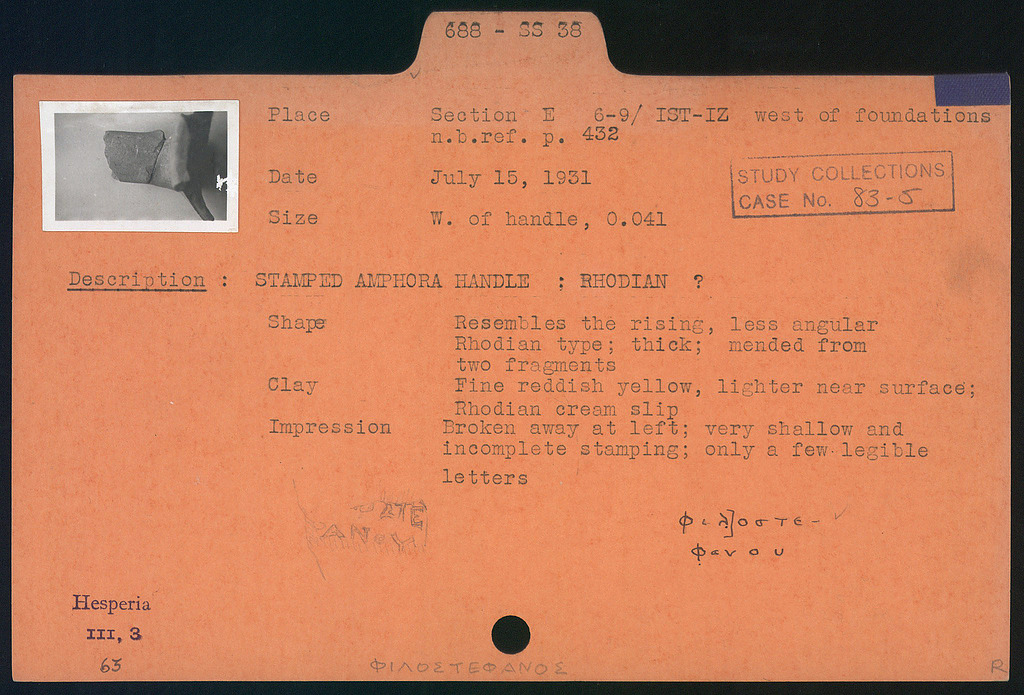 688 - SS 38
Place Section E 6-9/ IST-IZ west of foundations
n.b.ref. p. 432
Date July 15, 1931
STUDY COLLECTIONS
CASE No. 83-5
Size W. of handle, 0.041
Description : STAMPED AMPHORA HANDLE ; RHODIAN ?
Shape Resembles the rising, less angular
Rhodian type; thick; mended from
two fragments
Clay Fine reddish yellow, lighter near surface;
Rhodian cream slip
Impression Broken away at left; very shallow and
incomplete stamping; only a few legible
letters
ΣΤΕ
ΑΝΟΥ
φιλ]οστε-
φανου
Hesperia
III, 3
65
ΦΙΛΟΣΤΕΦΑΝΟΣ
R